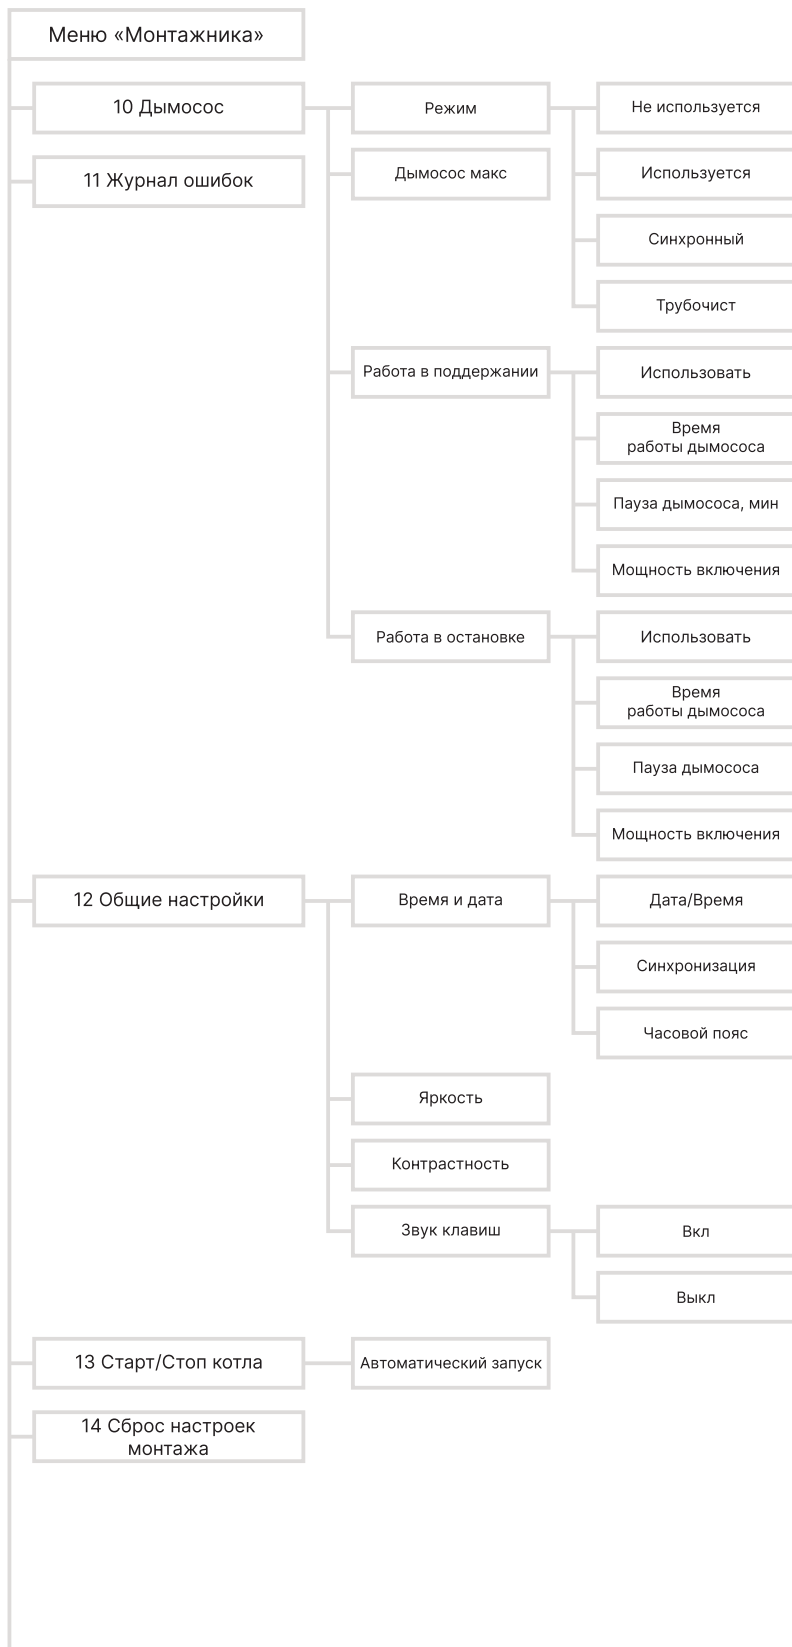 Меню «Монтажника»
10 Дымосос
Режим
Не используется
11 Журнал ошибок
Дымосос макс
Используется
Синхронный
Трубочист
Работа в поддержании
Использовать
Время
работы дымососа
Пауза дымососа, мин
Мощность включения
Работа в остановке
Использовать
Время
работы дымососа
Пауза дымососа
Мощность включения
12 Общие настройки
Время и дата
Дата/Время
Синхронизация
Часовой пояс
Яркость
Контрастность
Звук клавиш
Вкл
Выкл
13 Старт/Стоп котла
Автоматический запуск
14 Сброс настроек
монтажа